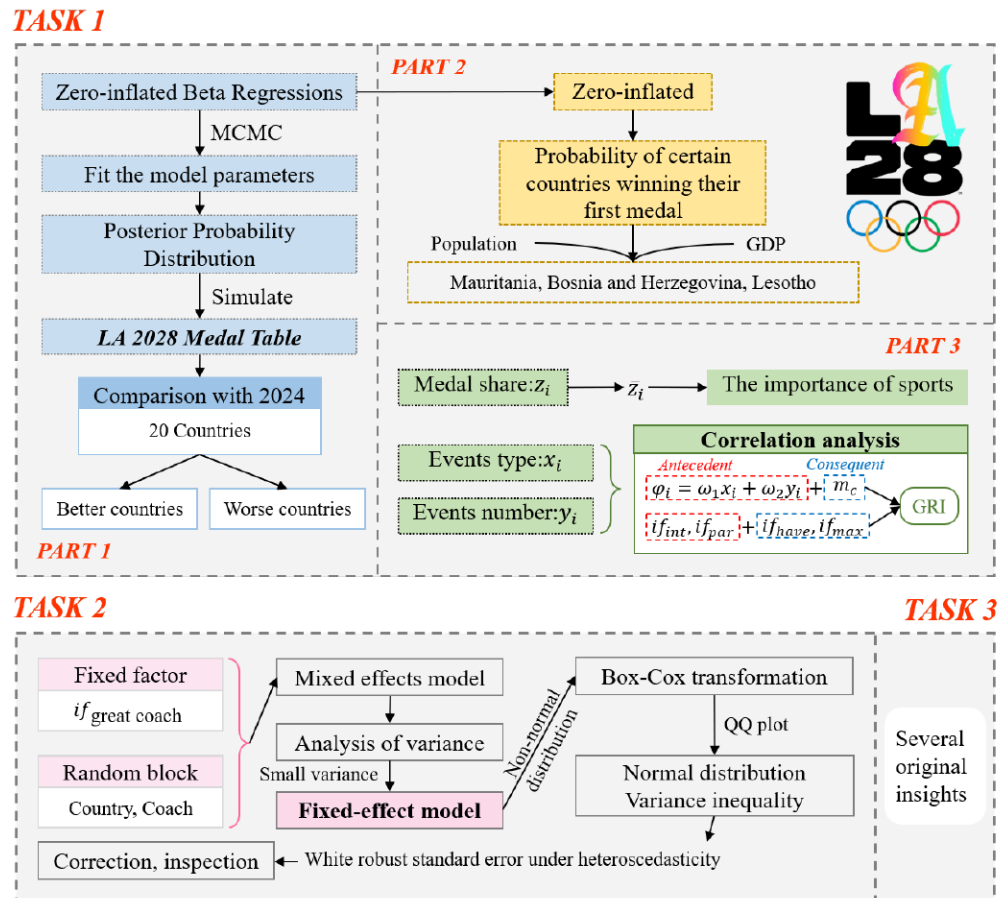 TASK 1
Zero-inflated Beta Regressions
MCMC
Fit the model parameters
Posterior Probability
Distribution
Simulate
LA 2028 Medal Table
Comparison with 2024
20 Countries
Better countries
Worse countries
PART 1
PART 2
Zero-inflated
Probability of certain
countries winning their
first medal
Population
GDP
Mauritania, Bosnia and Herzegovina, Lesotho
LA
28
PART 3
Medal share:z_i
z̄_i
The importance of sports
Events type:x_i
Events number:y_i
Correlation analysis
Antecedent
Consequent
φ_i = ω_1x_i + ω_2y_i + m_c
if_int, if_par + if_have, if_max
GRI
TASK 2
Fixed factor
if great coach
Random block
Country, Coach
Mixed effects model
Analysis of variance
Small variance
Fixed-effect model
Non-normal
distribution
Box-Cox transformation
QQ plot
Normal distribution
Variance inequality
White robust standard error under heteroscedasticity
Correction, inspection
TASK 3
Several
original
insights